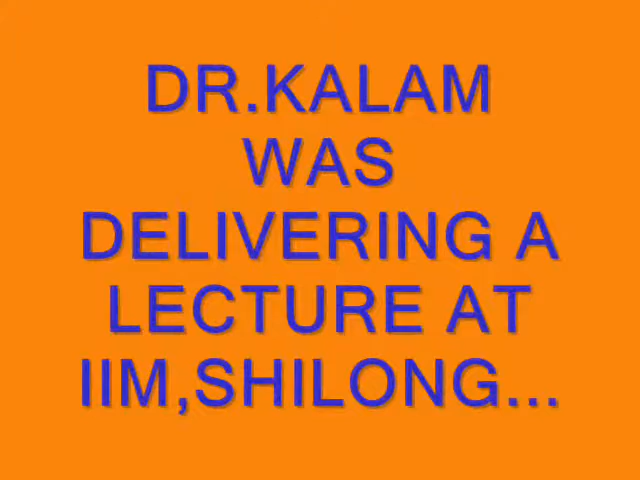 DR.KALAM
WAS
DELIVERING A
LECTURE AT
IIM,SHILONG...